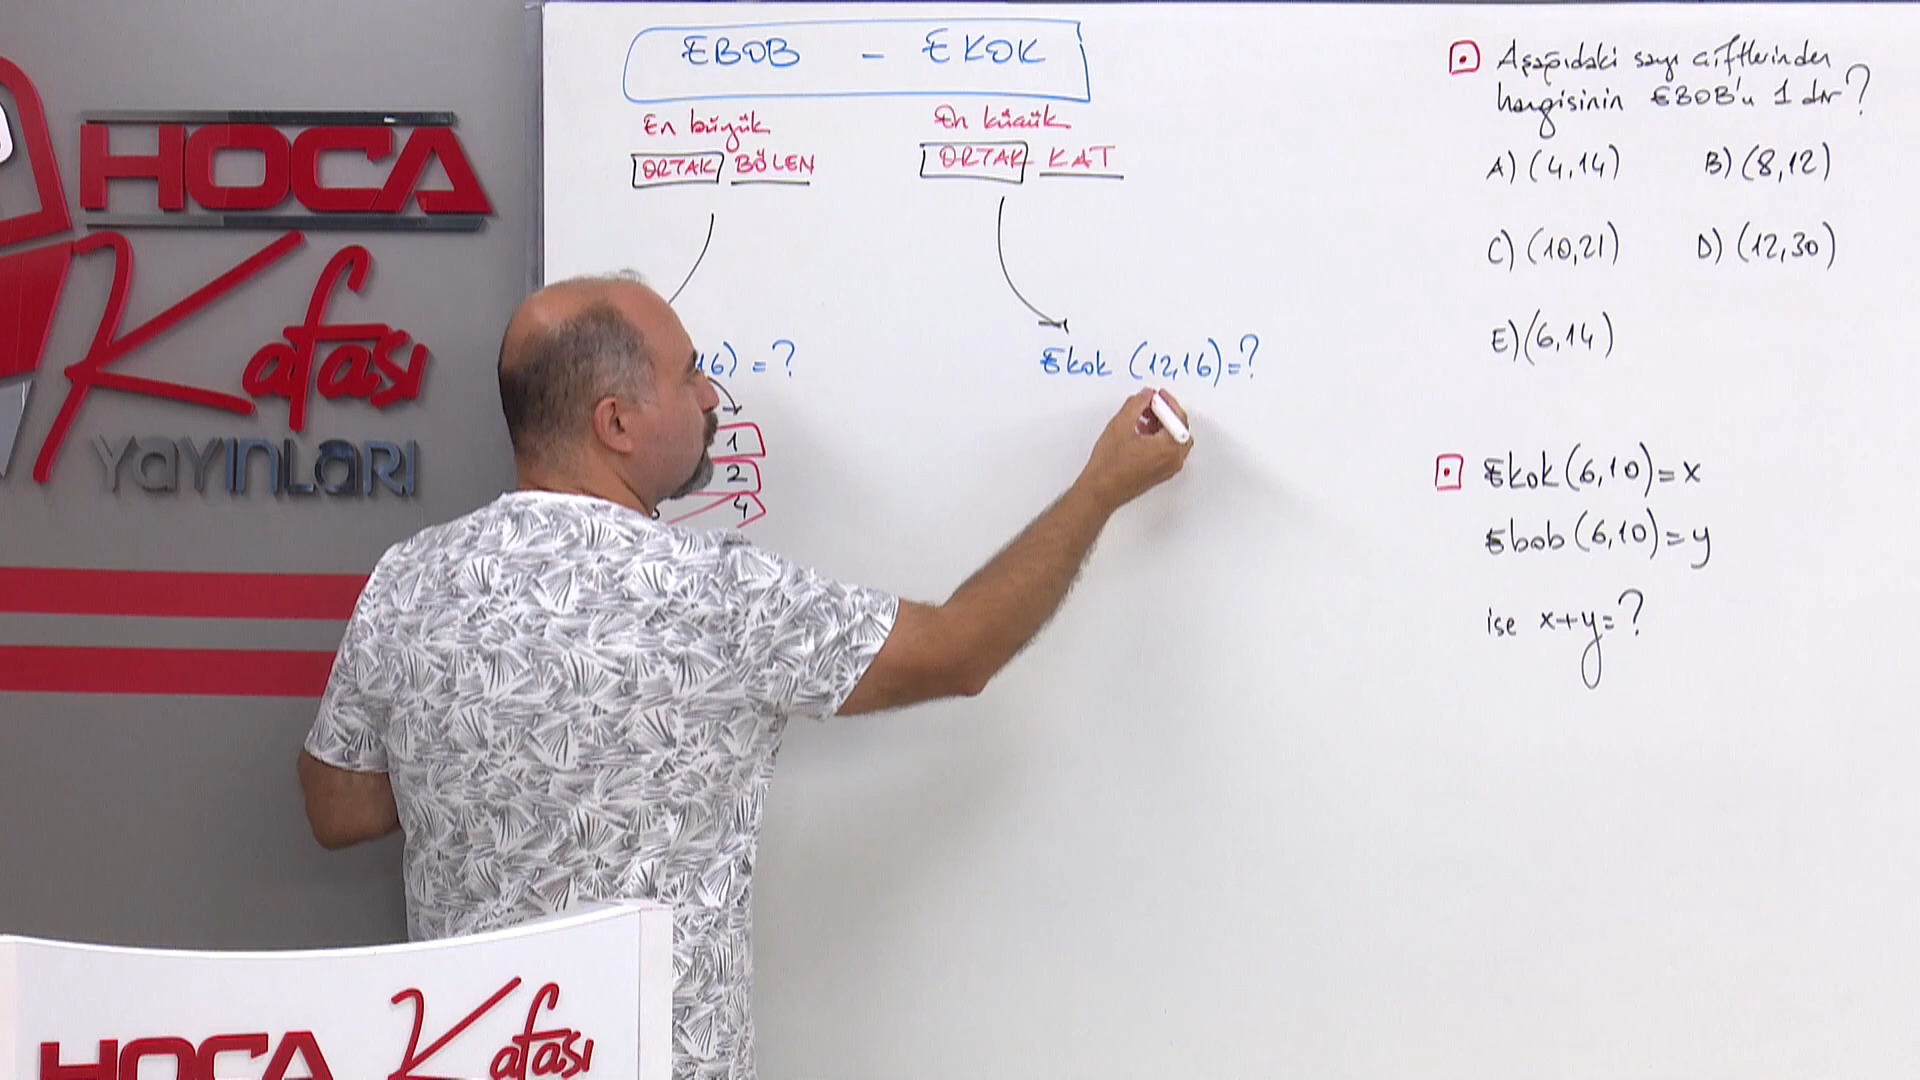 HOCA
Kafası
YAYINLARI
EBOB - EKOK
En büyük
ORTAK BÖLEN
En küçük
ORTAK KAT
16) = ?
1
2
4
Ekok (12,16)=?
Aşağıdaki sayı çiftlerinden
hangisinin EBOB'u 1 dir?
A) (4,14) B) (8,12)
C) (10,21) D) (12,30)
E) (6,14)
Ekok (6,10) = x
Ebob (6,10) = y
ise x+y=?
HOCA Kafası